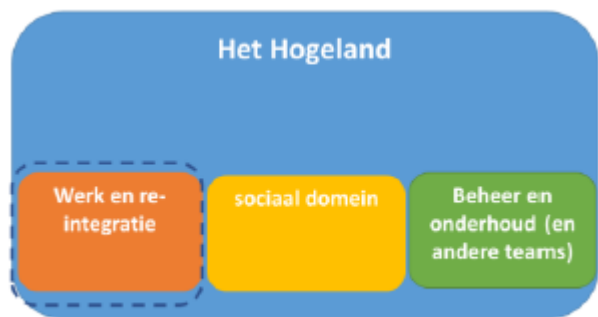 Het Hogeland
Werk en re-
integratie
sociaal domein
Beheer en
onderhoud (en
andere teams)